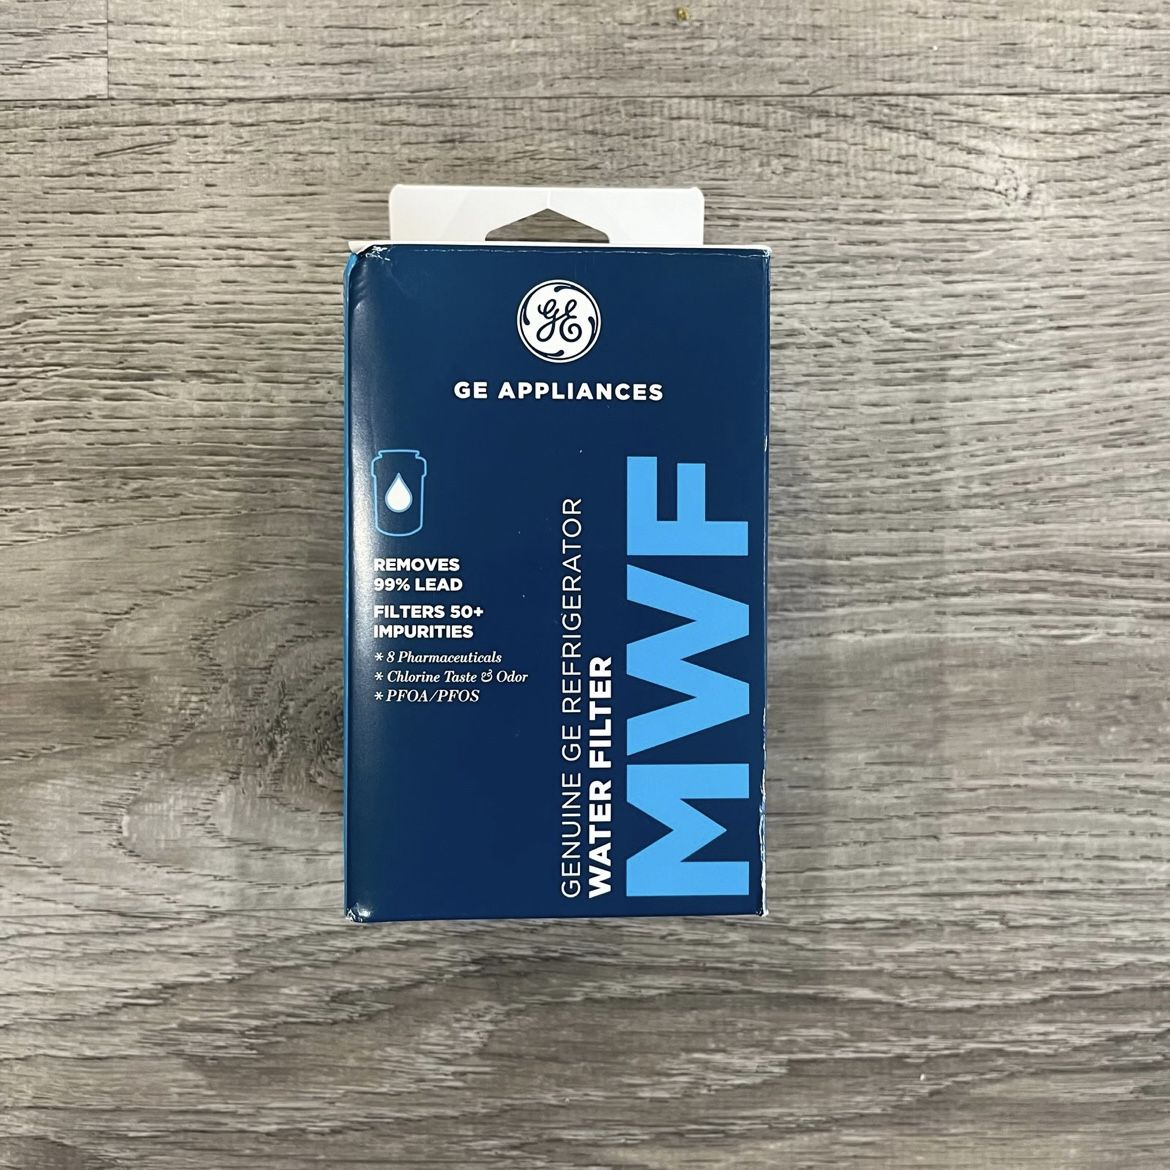 GE
GE APPLIANCES
REMOVES
99% LEAD
FILTERS 50+
IMPURITIES
* 8 Pharmaceuticals
* Chlorine Taste & Odor
* PFOA/PFOS
GENUINE GE REFRIGERATOR
WATER FILTER
MWF